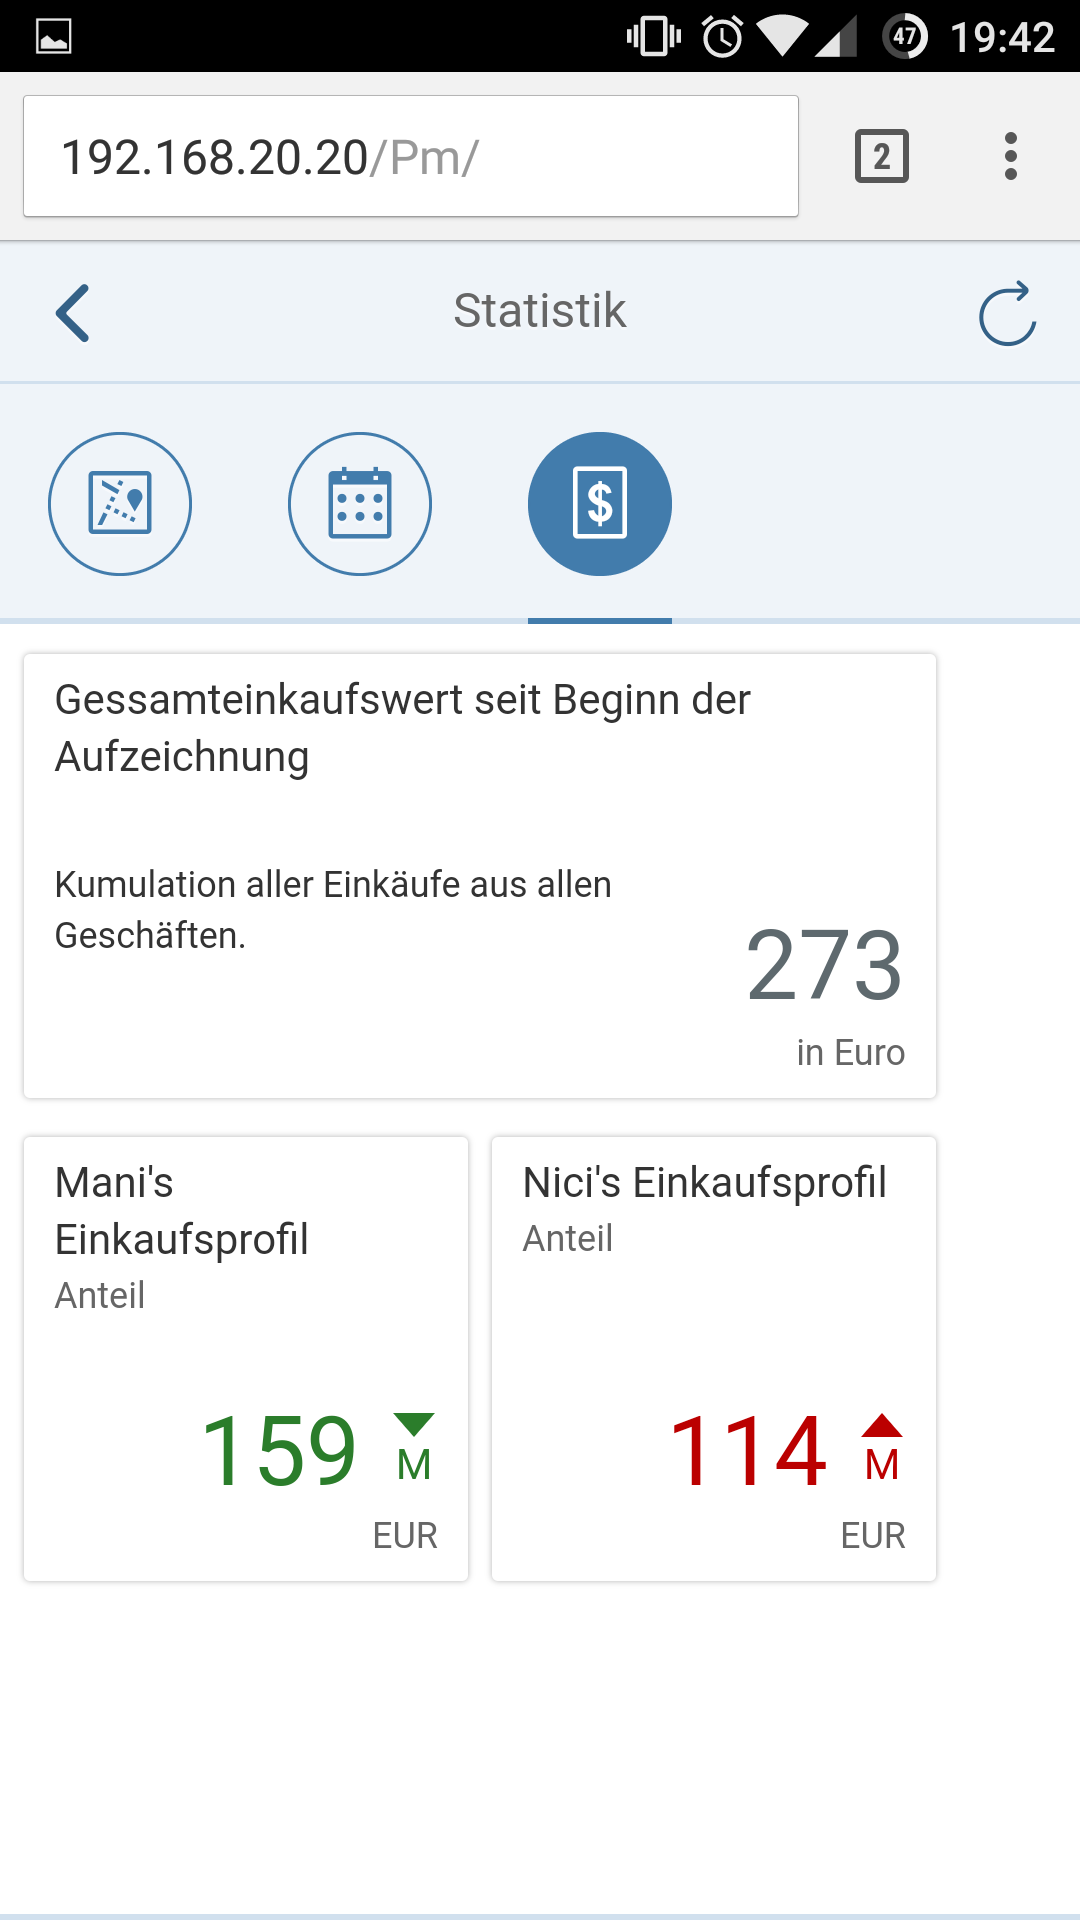 47 19:42
192.168.20.20/Pm/
2
Statistik
$
Gessamteinkaufswert seit Beginn der
Aufzeichnung
Kumulation aller Einkäufe aus allen
Geschäften.
273
in Euro
Mani's
Einkaufsprofil
Anteil
159 M
EUR
Nici's Einkaufsprofil
Anteil
114 M
EUR